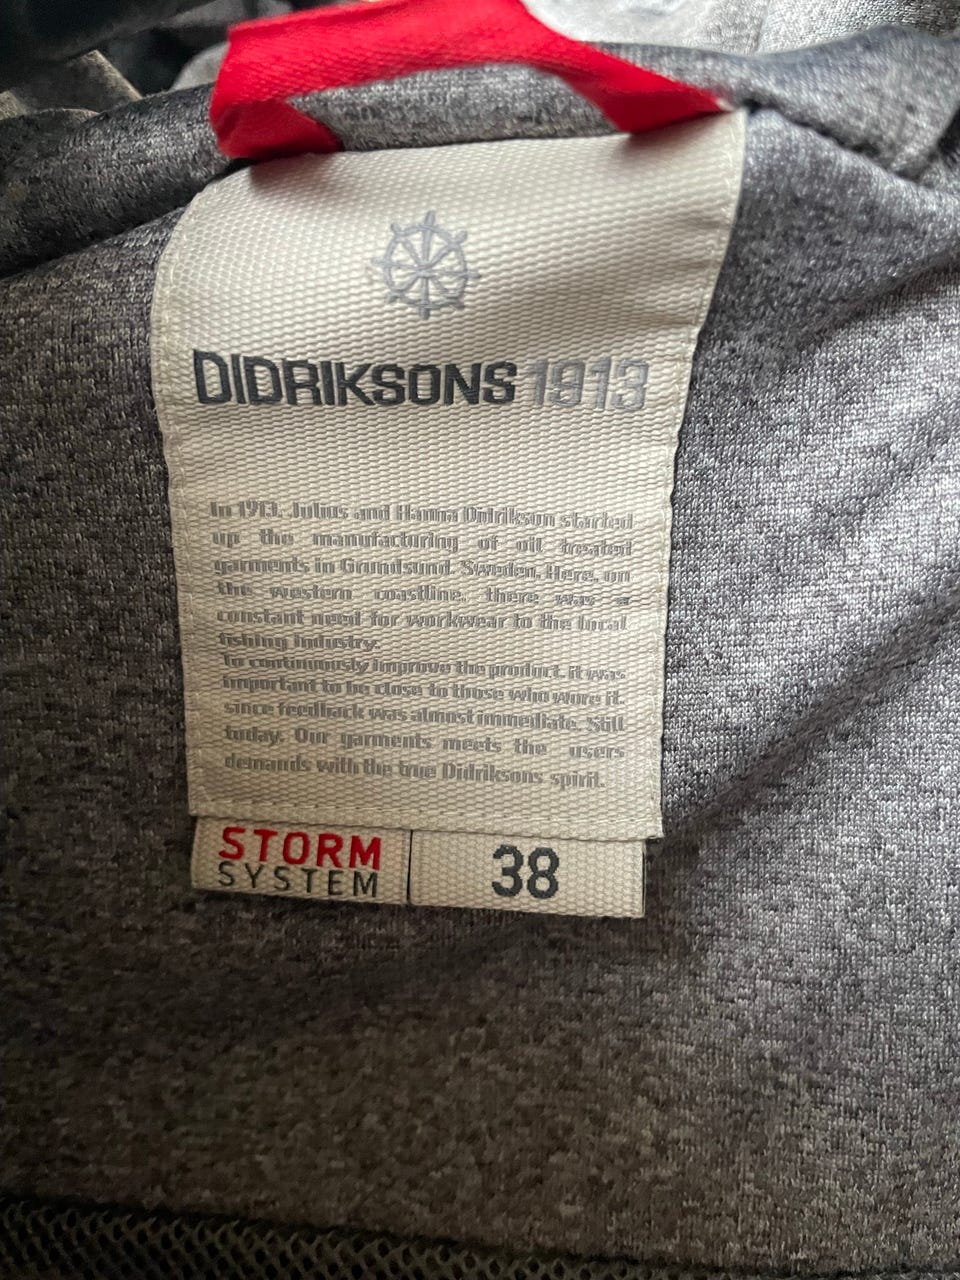 DIDRIKSONS 1913
In 1913, Julius and Hanna Didrikson started
up the manufacturing of oil treated
garments in Grundsund, Sweden. Here, on
the western coastline, there was a
constant need for workwear to the local
fishing industry.
To continuously improve the product, it was
important to be close to those who wore it,
since feedback was almost immediate. Still
today, Our garments meets the users
demands with the true Didriksons spirit.
STORM 38
SYSTEM